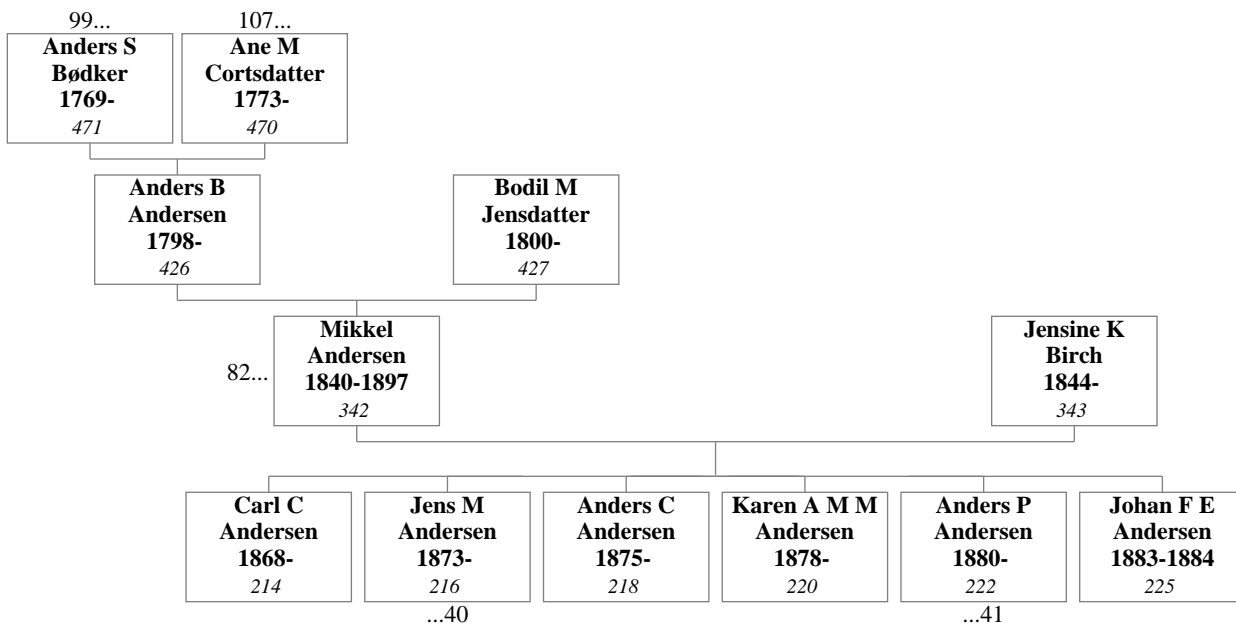 99...
107...
Anders S
Bødker
1769-
471
Ane M
Cortsdatter
1773-
470
Anders B
Andersen
1798-
426
Bodil M
Jensdatter
1800-
427
82...
Mikkel
Andersen
1840-1897
342
Jensine K
Birch
1844-
343
Carl C
Andersen
1868-
214
Jens M
Andersen
1873-
216
...40
Anders C
Andersen
1875-
218
Karen A M M
Andersen
1878-
220
Anders P
Andersen
1880-
222
...41
Johan F E
Andersen
1883-1884
225